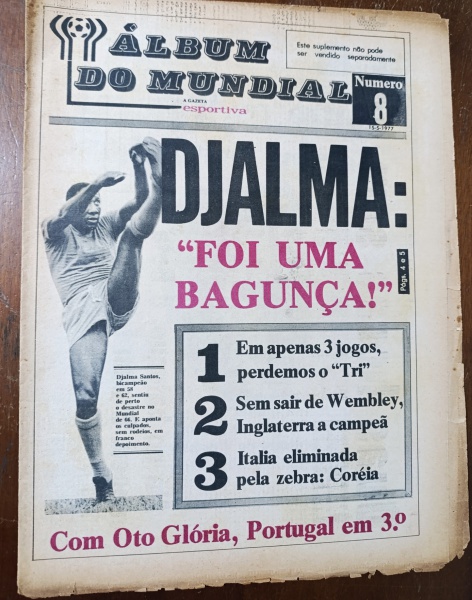 ÁLBUM
DO MUNDIAL
A GAZETA
esportiva
Este suplemento não pode
ser vendido separadamente
Numero
8
15-5-1977
DJALMA:
"FOI UMA
BAGUNÇA!"
Págs. 4 e 5
1 Em apenas 3 jogos,
perdemos o "Tri"
2 Sem sair de Wembley,
Inglaterra a campeã
3 Italia eliminada
pela zebra: Coréia
Djalma Santos,
bicampeão
em 58
e 62, sentiu
de perto
o desastre no
Mundial
de 66. E aponta
os culpados,
sem rodeios, em
franco
depoimento.
Com Oto Glória, Portugal em 3.º